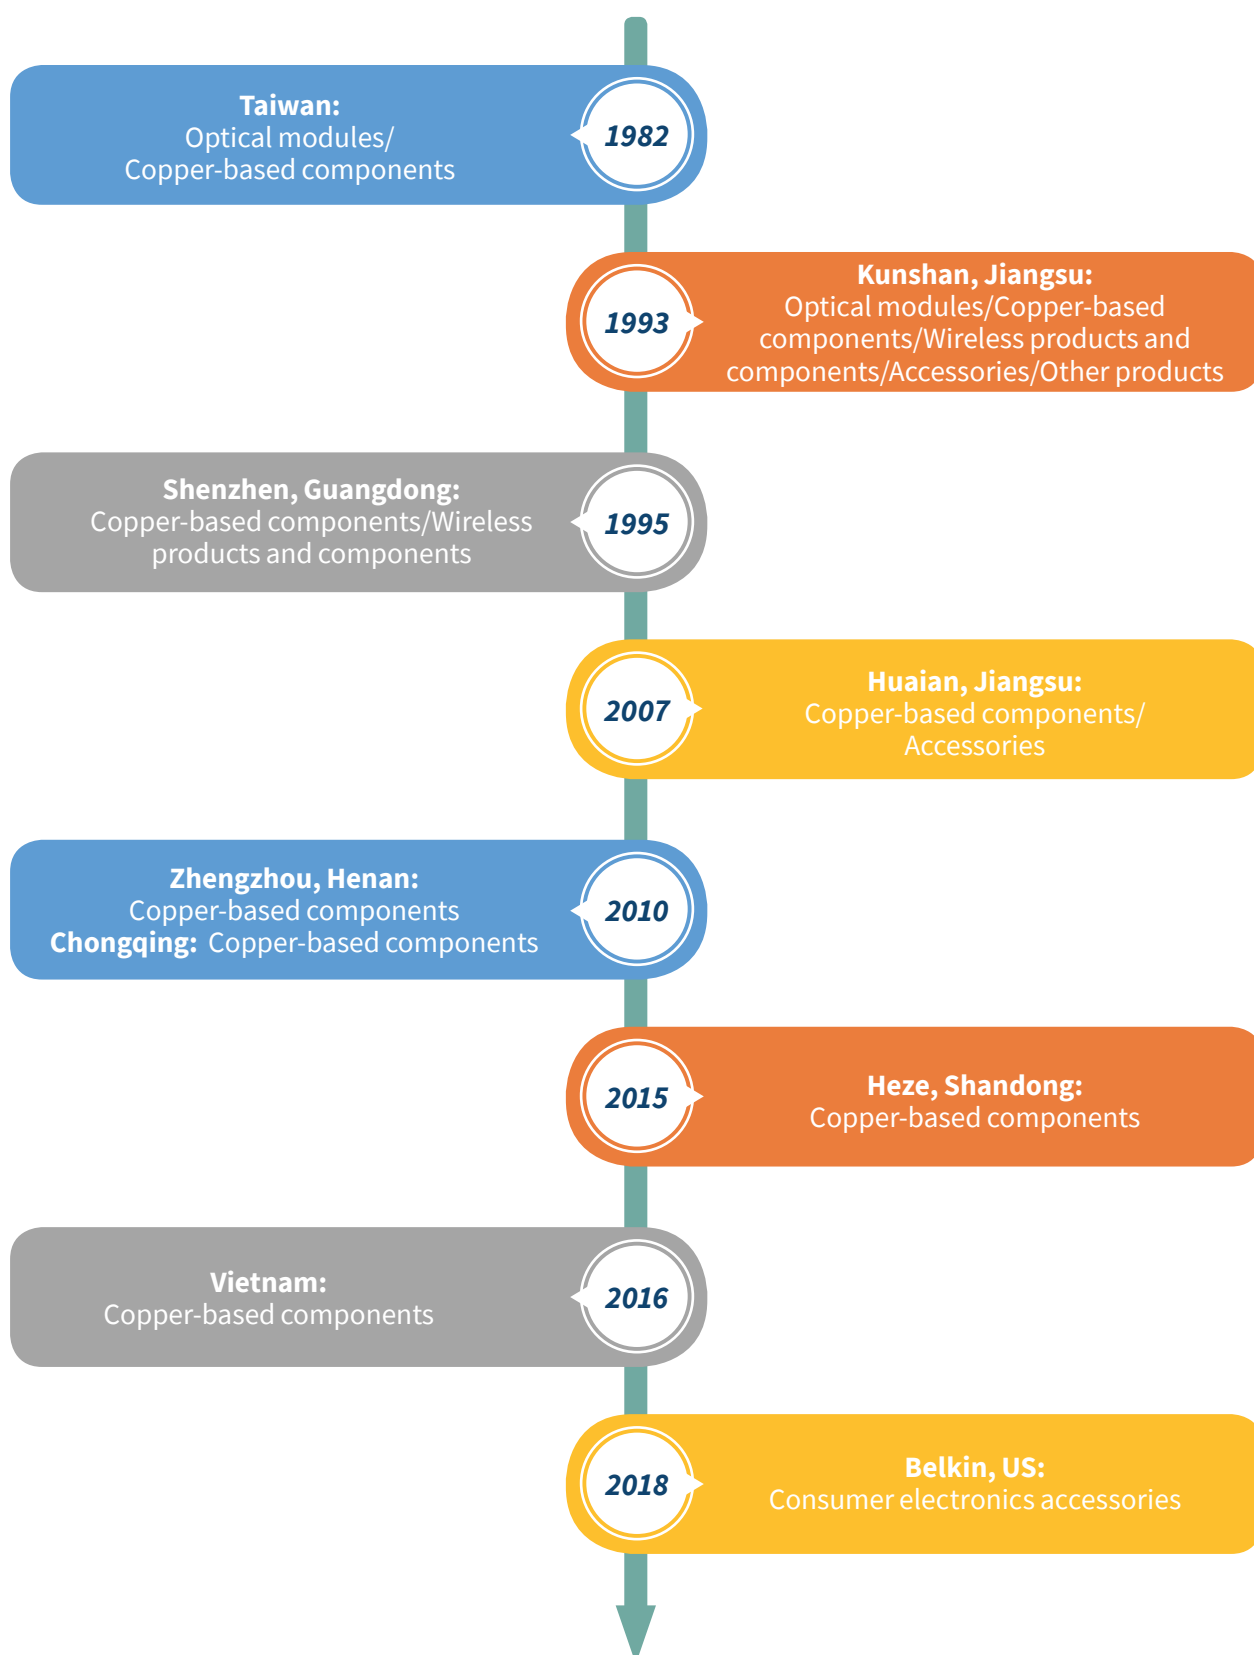 Taiwan:
Optical modules/
Copper-based components
1982
Kunshan, Jiangsu:
Optical modules/Copper-based
components/Wireless products and
components/Accessories/Other products
1993
Shenzhen, Guangdong:
Copper-based components/Wireless
products and components
1995
Huaian, Jiangsu:
Copper-based components/
Accessories
2007
Zhengzhou, Henan:
Copper-based components
Chongqing: Copper-based components
2010
Heze, Shandong:
Copper-based components
2015
Vietnam:
Copper-based components
2016
Belkin, US:
Consumer electronics accessories
2018